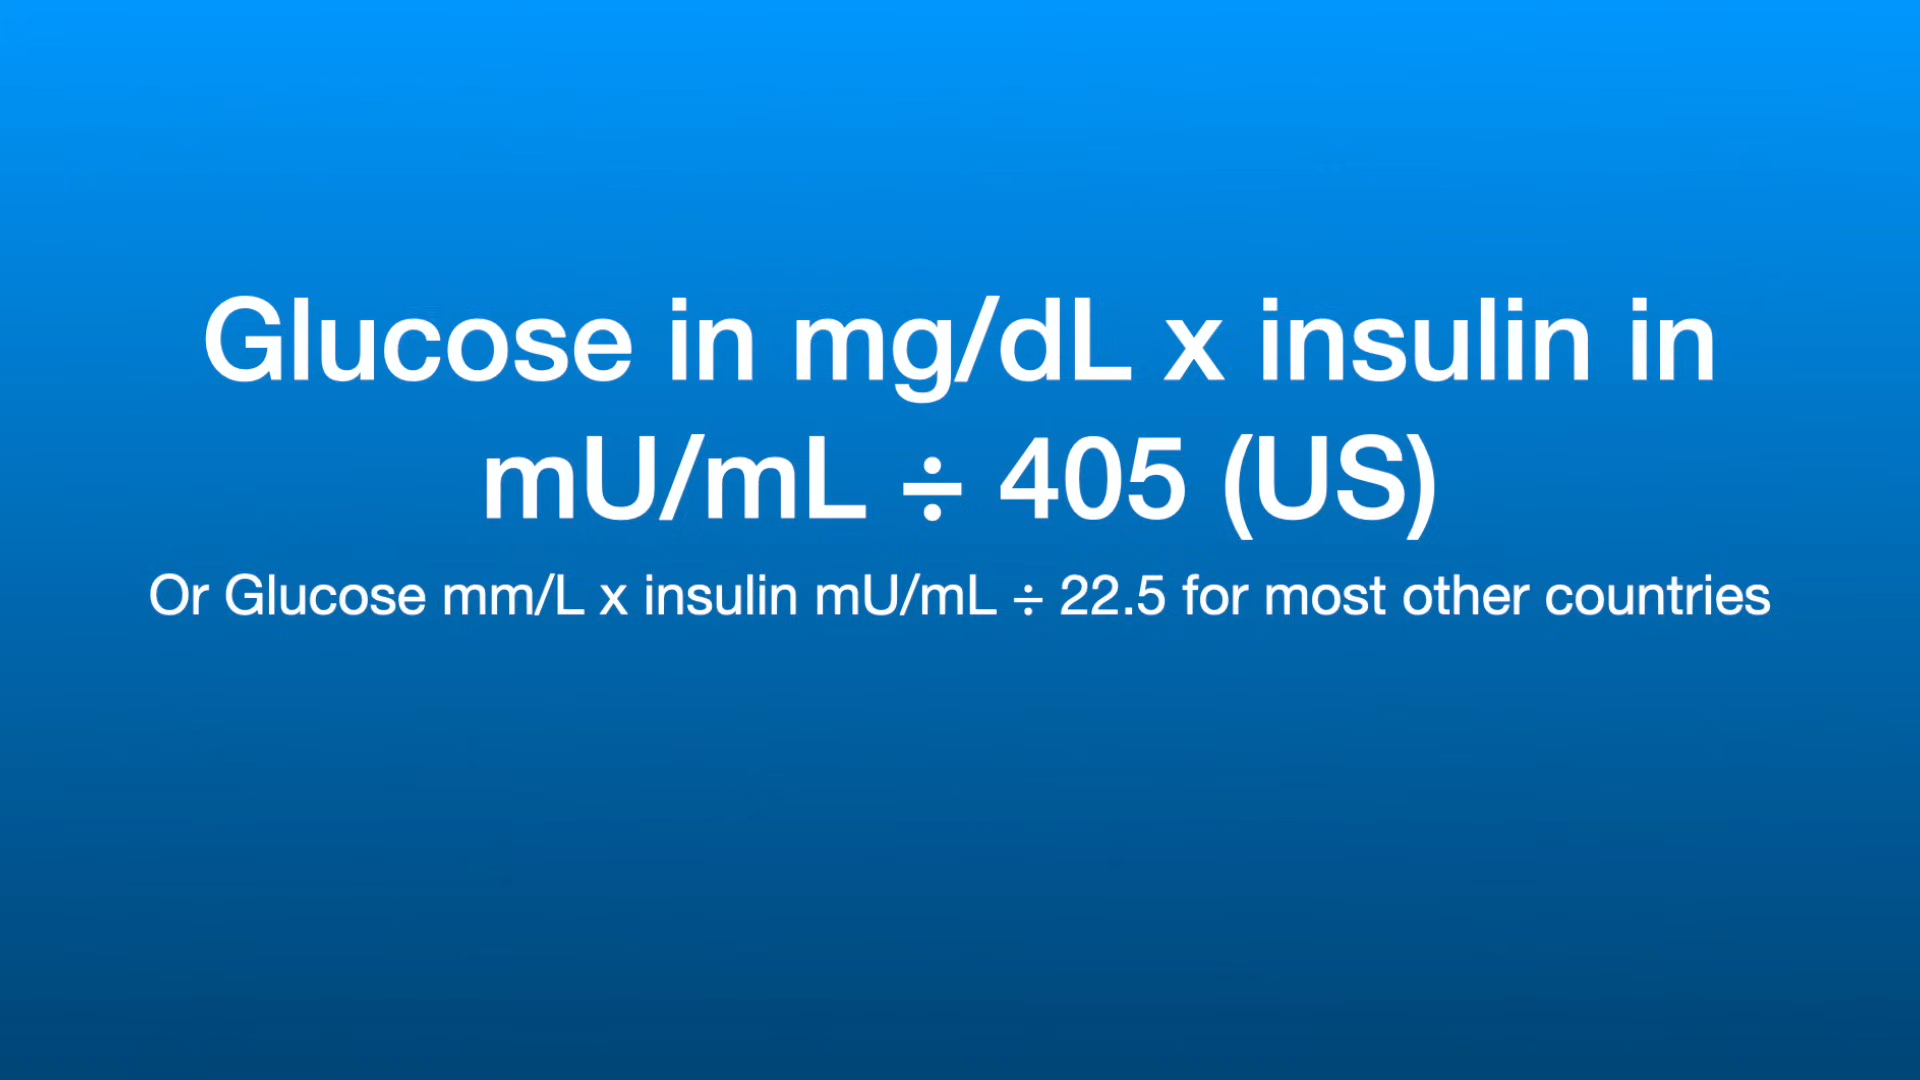 Glucose in mg/dL x insulin in
mU/mL ÷ 405 (US)
Or Glucose mm/L x insulin mU/mL ÷ 22.5 for most other countries